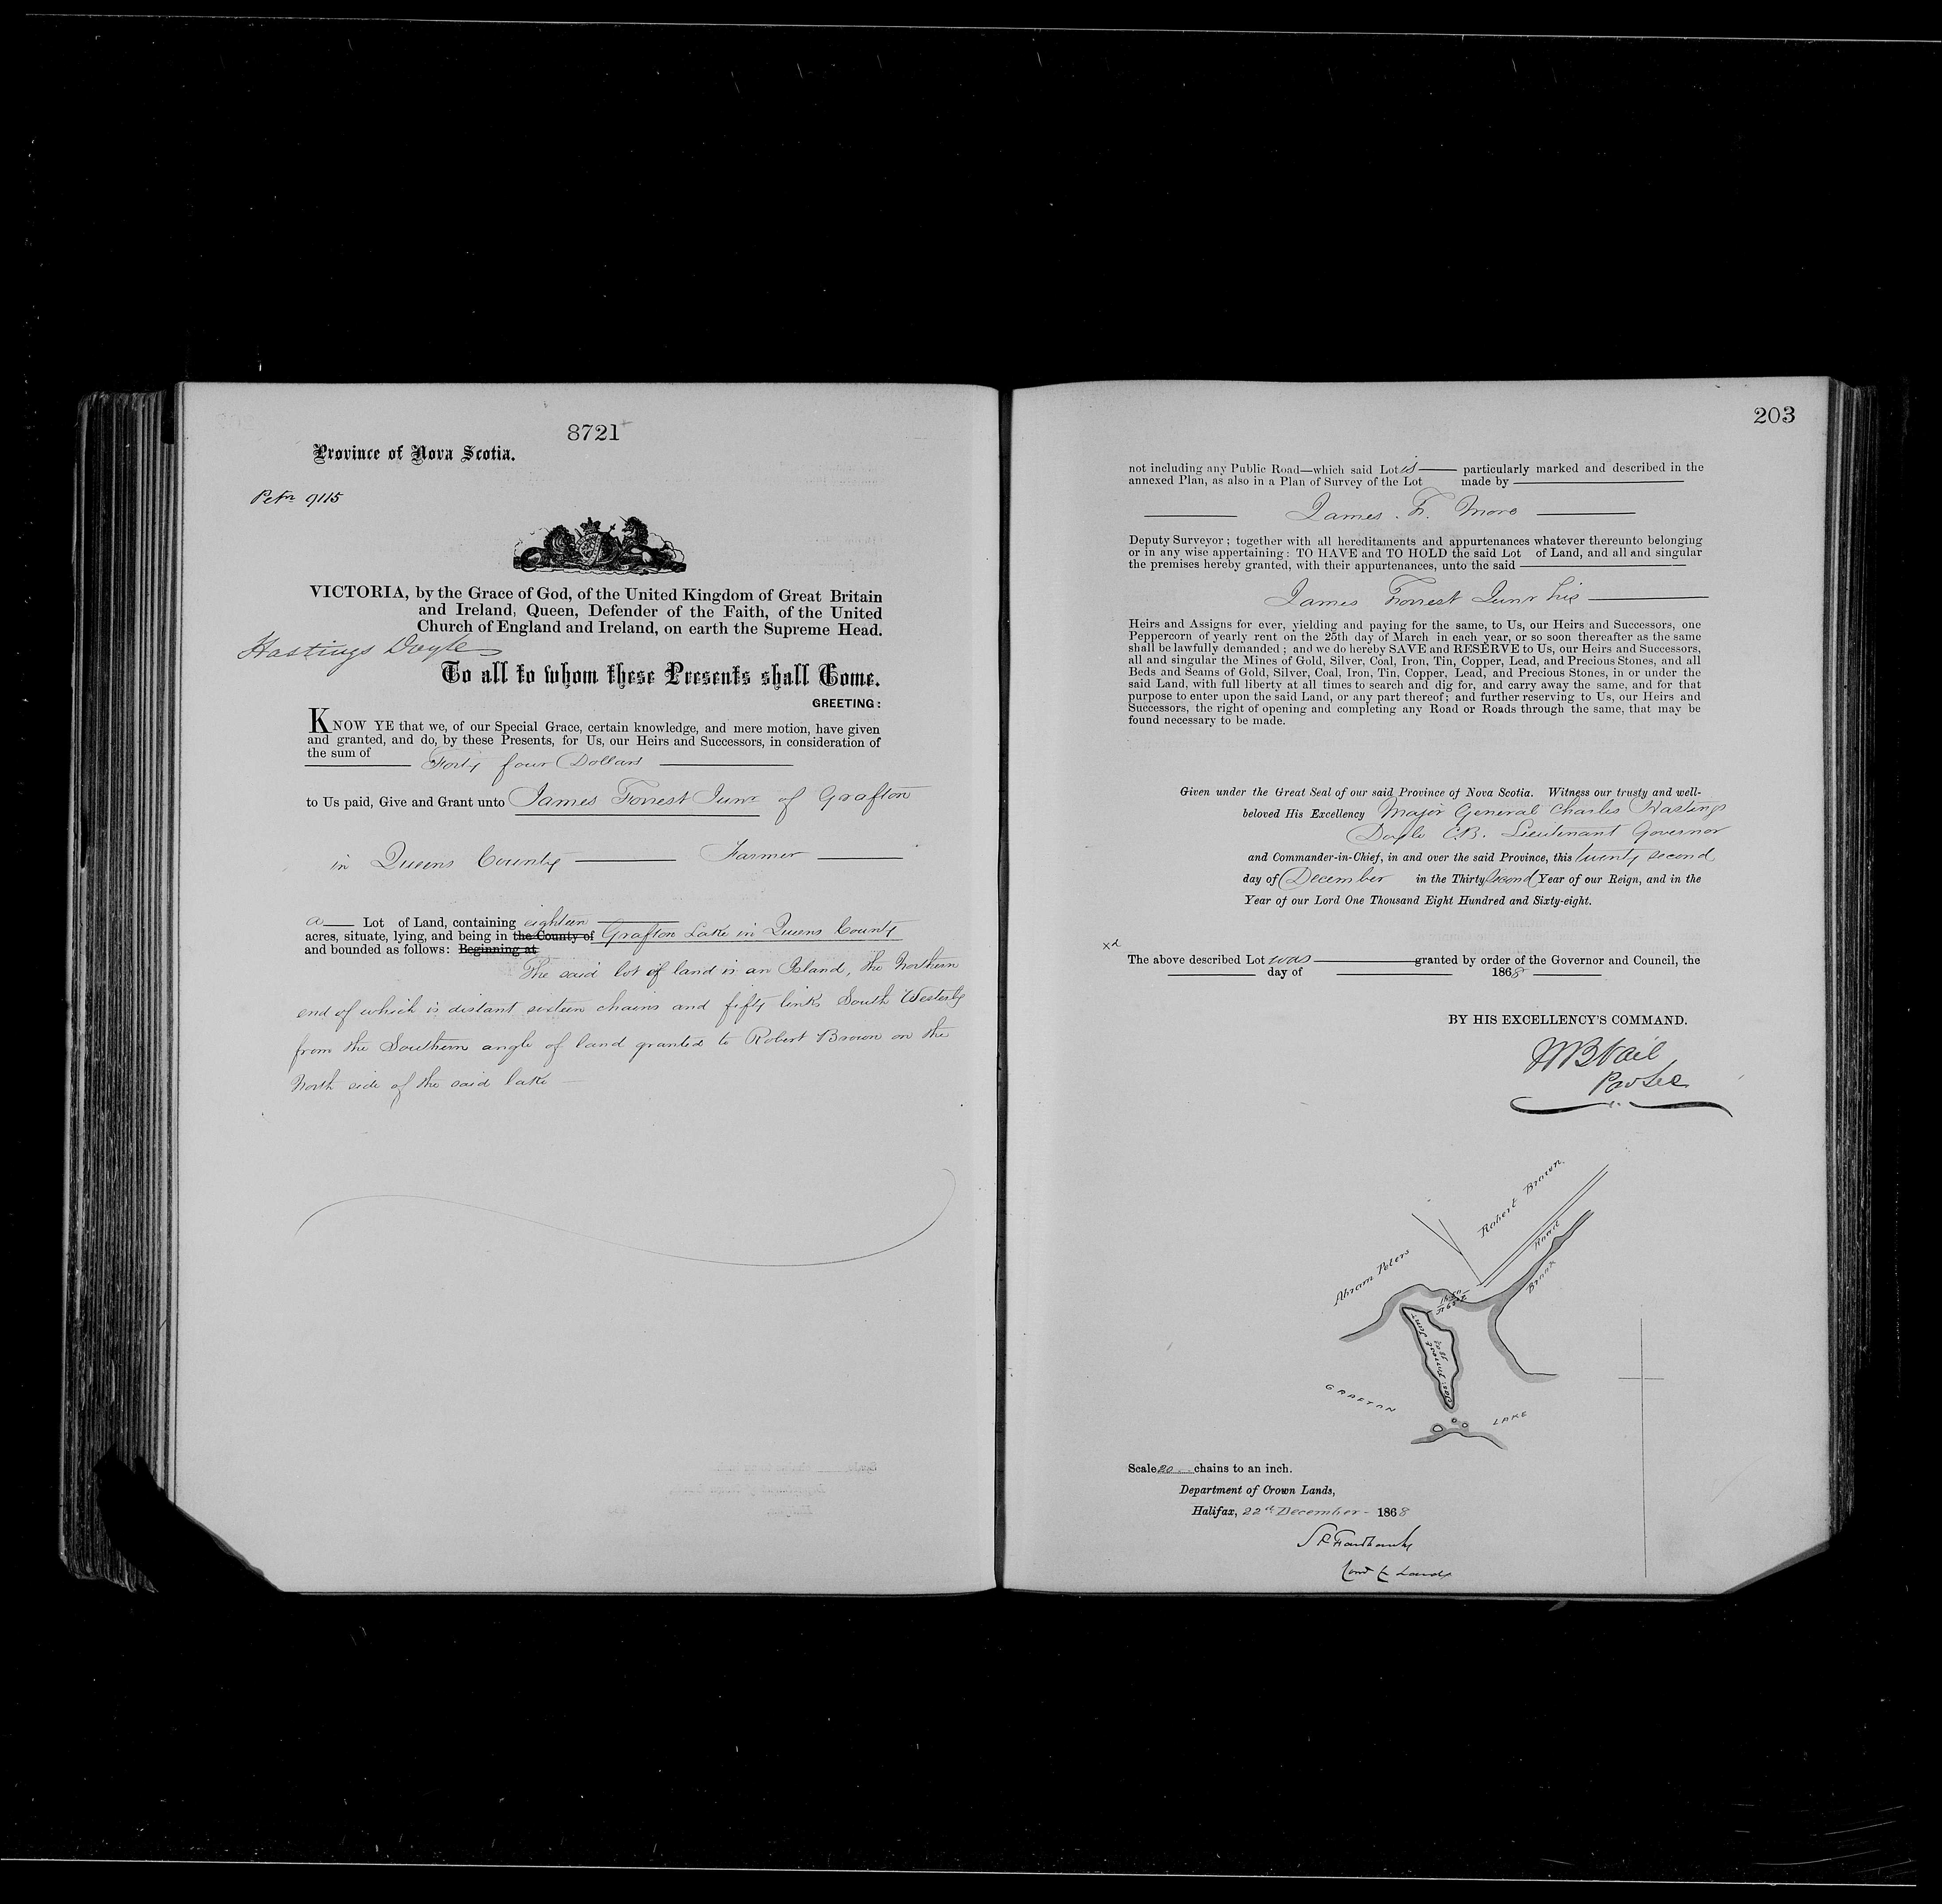 8721
Province of Nova Scotia.
Petn 9115
VICTORIA, by the Grace of God, of the United Kingdom of Great Britain
and Ireland, Queen, Defender of the Faith, of the United
Church of England and Ireland, on earth the Supreme Head.
Hastings Doyle
To all to whom these Presents shall Come.
GREETING:
KNOW YE that we, of our Special Grace, certain knowledge, and mere motion, have given
and granted, and do, by these Presents, for Us, our Heirs and Successors, in consideration of
the sum of Forty four Dollars
to Us paid, Give and Grant unto James Forrest Junr of Grafton
in Queens County Farmer
a Lot of Land, containing eighteen
acres, situate, lying, and being in the County of Grafton Lake in Queens County
and bounded as follows: Beginning at
The said lot of land is an Island, the Northern
end of which is distant sixteen chains and fifty links South Westerly
from the Southern angle of land granted to Robert Brown on the
North side of the said lake
203
not including any Public Road—which said Lot is particularly marked and described in the
annexed Plan, as also in a Plan of Survey of the Lot made by
James. F. More
Deputy Surveyor; together with all hereditaments and appurtenances whatever thereunto belonging
or in any wise appertaining: TO HAVE and TO HOLD the said Lot of Land, and all and singular
the premises hereby granted, with their appurtenances, unto the said
James Forrest Junr his
Heirs and Assigns for ever, yielding and paying for the same, to Us, our Heirs and Successors, one
Peppercorn of yearly rent on the 25th day of March in each year, or so soon thereafter as the same
shall be lawfully demanded; and we do hereby SAVE and RESERVE to Us, our Heirs and Successors,
all and singular the Mines of Gold, Silver, Coal, Iron, Tin, Copper, Lead, and Precious Stones, and all
Beds and Seams of Gold, Silver, Coal, Iron, Tin, Copper, Lead, and Precious Stones, in or under the
said Land, with full liberty at all times to search and dig for, and carry away the same, and for that
purpose to enter upon the said Land, or any part thereof; and further reserving to Us, our Heirs and
Successors, the right of opening and completing any Road or Roads through the same, that may be
found necessary to be made.
Given under the Great Seal of our said Province of Nova Scotia. Witness our trusty and well-
beloved His Excellency Major General Charles Hastings
Doyle C.B. Lieutenant Governor
and Commander-in-Chief, in and over the said Province, this twenty second
day of December in the Thirty Second Year of our Reign, and in the
Year of our Lord One Thousand Eight Hundred and Sixty-eight.
xd
The above described Lot was granted by order of the Governor and Council, the
day of 1868
BY HIS EXCELLENCY'S COMMAND.
WB Vail
Pro Sec
Robert Brown
Road
Brook
Abram Peters
Jas. Forrest Junr
18 a
GRAFTON LAKE
Scale 20 chains to an inch.
Department of Crown Lands,
Halifax, 22nd December - 1868
S P Fairbanks
Com Cr Lands